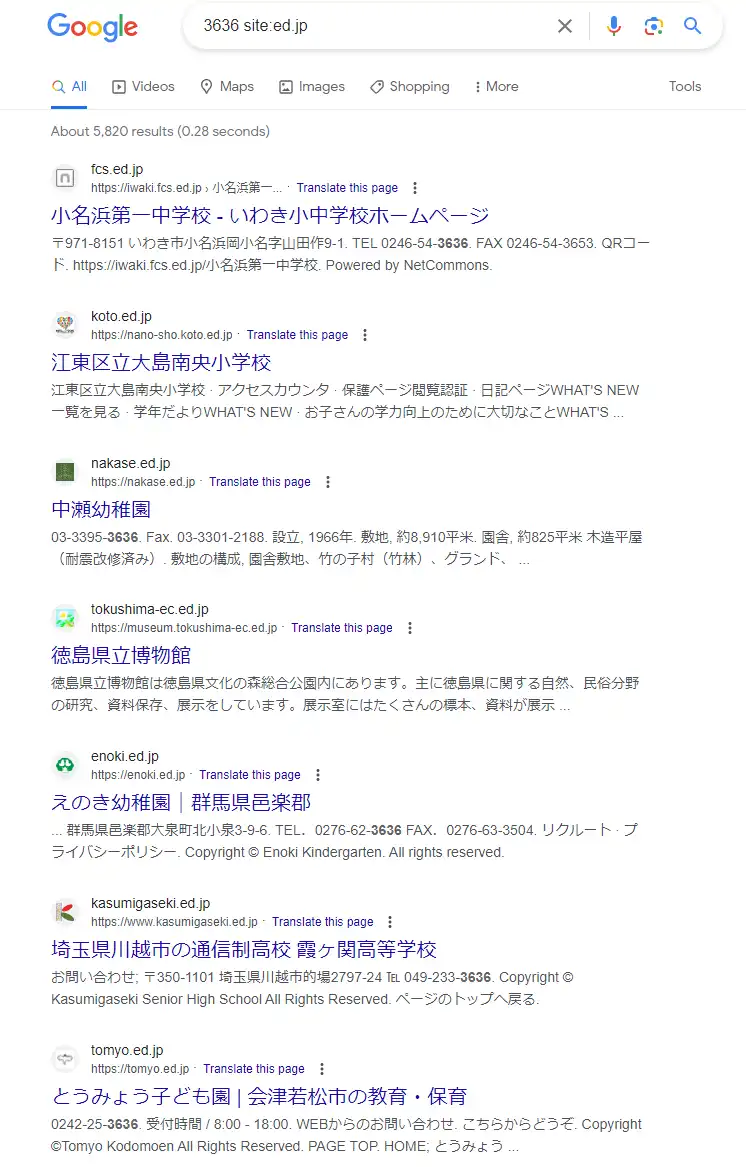 Google
3636 site:ed.jp
All Videos Maps Images Shopping More Tools
About 5,820 results (0.28 seconds)
fcs.ed.jp
https://iwaki.fcs.ed.jp › 小名浜第一... · Translate this page
小名浜第一中学校 - いわき小中学校ホームページ
〒971-8151 いわき市小名浜岡小名字山田作9-1. TEL 0246-54-3636. FAX 0246-54-3653. QRコー
ド. https://iwaki.fcs.ed.jp/小名浜第一中学校. Powered by NetCommons.
koto.ed.jp
https://nano-sho.koto.ed.jp · Translate this page
江東区立大島南央小学校
江東区立大島南央小学校 · アクセスカウンタ · 保護ページ閲覧認証 · 日記ページWHAT'S NEW
一覧を見る · 学年だよりWHAT'S NEW · お子さんの学力向上のために大切なことWHAT'S ...
nakase.ed.jp
https://nakase.ed.jp · Translate this page
中瀬幼稚園
03-3395-3636. Fax. 03-3301-2188. 設立, 1966年. 敷地, 約8,910平米. 園舎, 約825平米 木造平屋
（耐震改修済み）. 敷地の構成, 園舎敷地、竹の子村（竹林）、グランド、 ...
tokushima-ec.ed.jp
https://museum.tokushima-ec.ed.jp · Translate this page
徳島県立博物館
徳島県立博物館は徳島県文化の森総合公園内にあります。主に徳島県に関する自然、民俗分野
の研究、資料保存、展示をしています。展示室にはたくさんの標本、資料が展示 ...
enoki.ed.jp
https://enoki.ed.jp · Translate this page
えのき幼稚園｜群馬県邑楽郡
... 群馬県邑楽郡大泉町北小泉3-9-6. TEL．0276-62-3636 FAX．0276-63-3504. リクルート · プ
ライバシーポリシー. Copyright © Enoki Kindergarten. All rights reserved.
kasumigaseki.ed.jp
https://www.kasumigaseki.ed.jp · Translate this page
埼玉県川越市の通信制高校 霞ヶ関高等学校
お問い合わせ; 〒350-1101 埼玉県川越市的場2797-24 ℡ 049-233-3636. Copyright ©
Kasumigaseki Senior High School All Rights Reserved. ページのトップへ戻る.
tomyo.ed.jp
https://tomyo.ed.jp · Translate this page
とうみょう子ども園 | 会津若松市の教育・保育
0242-25-3636. 受付時間 / 8:00 - 18:00. WEBからのお問い合わせ. こちらからどうぞ. Copyright
©Tomyo Kodomoen All Rights Reserved. PAGE TOP. HOME; とうみょう ...